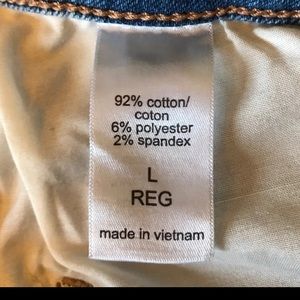 92% cotton/
coton
6% polyester
2% spandex
L
REG
made in vietnam